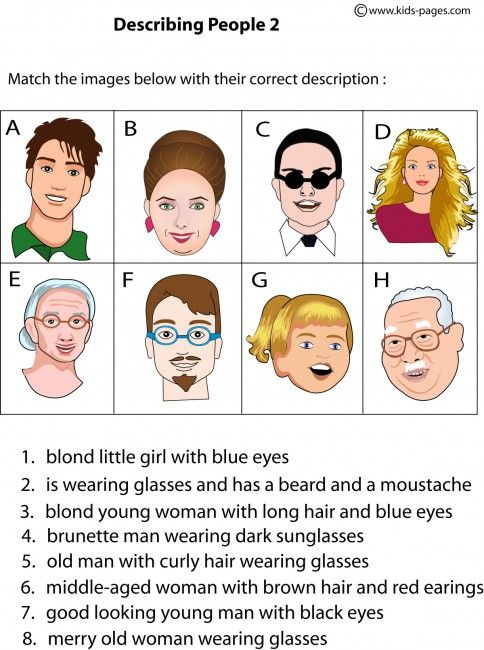 ©www.kids-pages.com
Describing People 2
Match the images below with their correct description :
A B C D
E F G H
1. blond little girl with blue eyes
2. is wearing glasses and has a beard and a moustache
3. blond young woman with long hair and blue eyes
4. brunette man wearing dark sunglasses
5. old man with curly hair wearing glasses
6. middle-aged woman with brown hair and red earings
7. good looking young man with black eyes
8. merry old woman wearing glasses